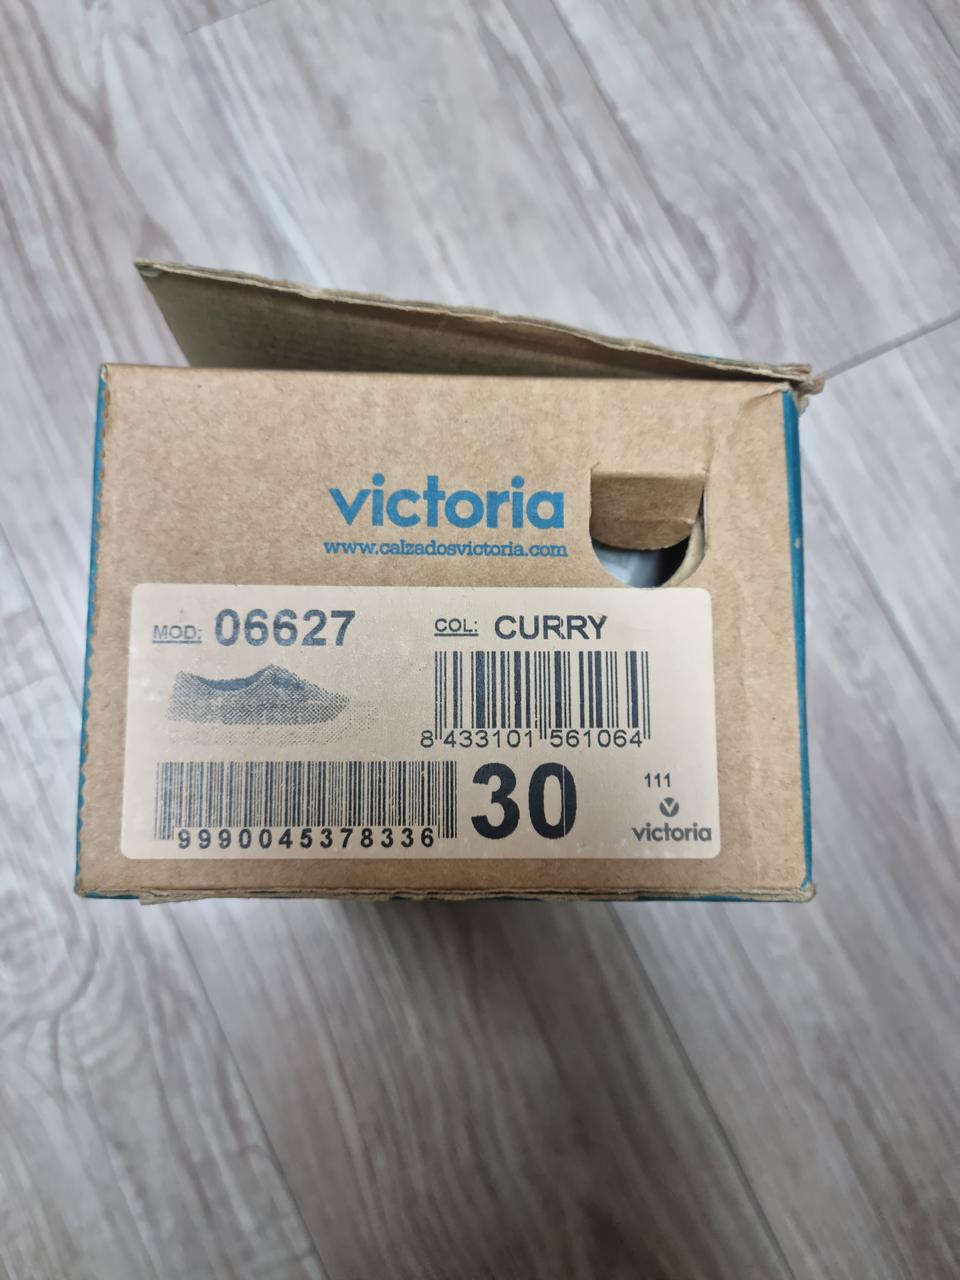 victoria
www.calzadosvictoria.com
MOD: 06627
COL: CURRY
8 433101 561064
9990045378336
30
111
victoria